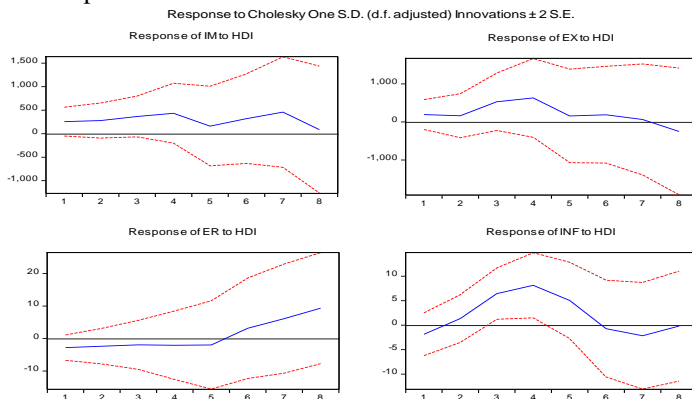 Response to Cholesky One S.D. (d.f. adjusted) Innovations ± 2 S.E.
Response of IM to HDI
1,500
1,000
500
0
-500
-1,000
1 2 3 4 5 6 7 8
Response of EX to HDI
1,000
0
-1,000
1 2 3 4 5 6 7 8
Response of ER to HDI
20
10
0
-10
1 2 3 4 5 6 7 8
Response of INF to HDI
10
5
0
-5
-10
1 2 3 4 5 6 7 8